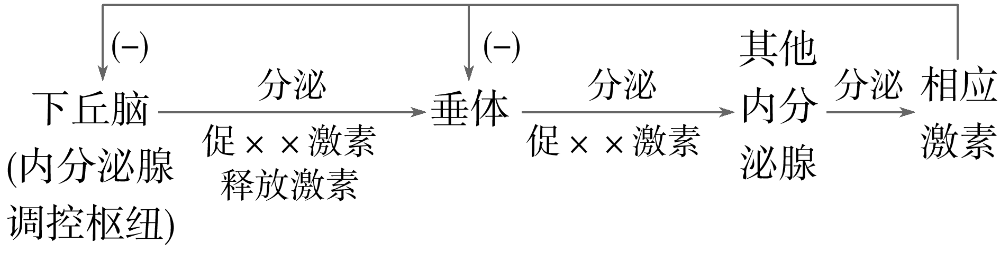 (−)
(−)
下丘脑
(内分泌腺
调控枢纽)
分泌
促××激素
释放激素
垂体
分泌
促××激素
其他
内分
泌腺
分泌
相应
激素